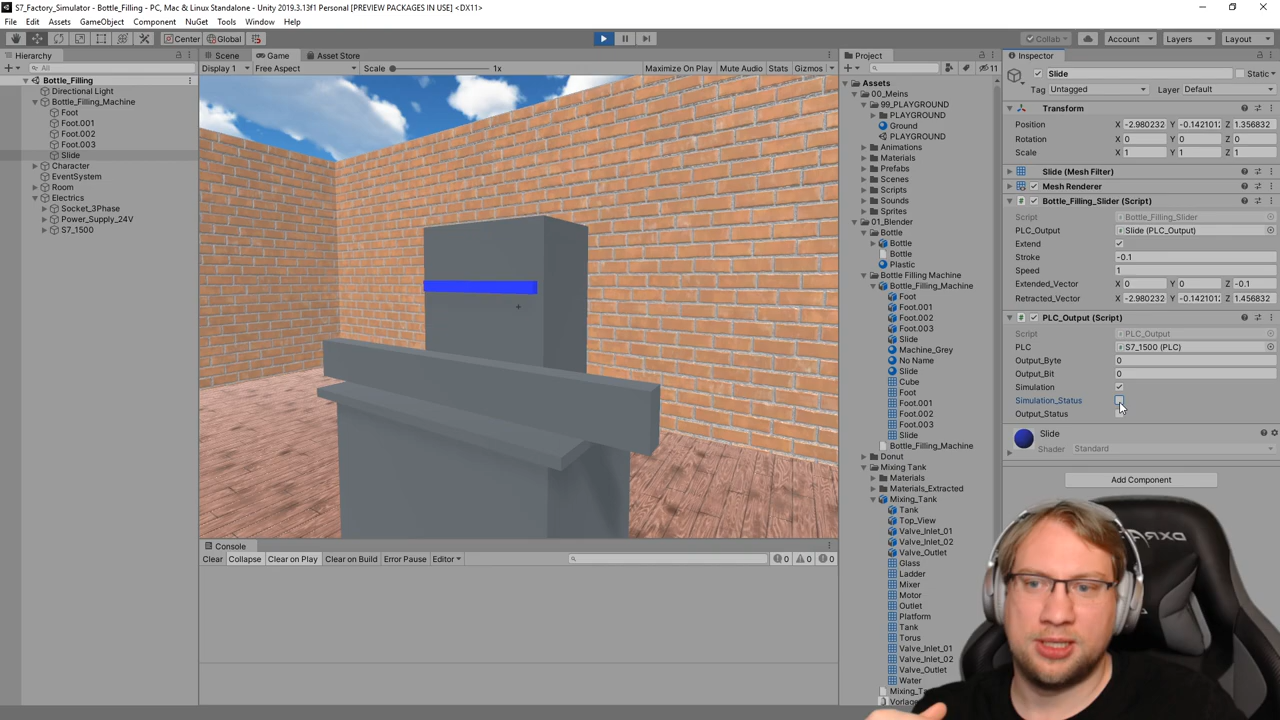 S7_Factory_Simulator - Bottle_Filling - PC, Mac & Linux Standalone - Unity 2019.3.13f1 Personal [PREVIEW PACKAGES IN USE] <DX11>
File Edit Assets GameObject Component NuGet Tools Window Help
Center Global Collab Account Layers Layout
Hierarchy
All
Bottle_Filling
Directional Light
Bottle_Filling_Machine
Foot
Foot.001
Foot.002
Foot.003
Slide
Character
EventSystem
Room
Electrics
Socket_3Phase
Power_Supply_24V
S7_1500
Scene Game Asset Store
Display 1 Free Aspect Scale 1x Maximize On Play Mute Audio Stats Gizmos
Console
Clear Collapse Clear on Play Clear on Build Error Pause Editor 0 0 0
Project
11
Assets
00_Meins
99_PLAYGROUND
PLAYGROUND
Ground
PLAYGROUND
Animations
Materials
Prefabs
Scenes
Scripts
Sounds
Sprites
01_Blender
Bottle
Bottle
Bottle
Plastic
Bottle Filling Machine
Bottle_Filling_Machine
Foot
Foot.001
Foot.002
Foot.003
Slide
Machine_Grey
No Name
Slide
Cube
Foot
Foot.001
Foot.002
Foot.003
Slide
Bottle_Filling_Machine
Donut
Mixing Tank
Materials
Materials_Extracted
Mixing_Tank
Tank
Top_View
Valve_Inlet_01
Valve_Inlet_02
Valve_Outlet
Glass
Ladder
Mixer
Motor
Outlet
Platform
Tank
Torus
Valve_Inlet_01
Valve_Inlet_02
Valve_Outlet
Water
Mixing_T
Vorlage
Inspector
Slide Static
Tag Untagged Layer Default
Transform
Position X -2.980232 Y -0.142101 Z 1.356832
Rotation X 0 Y 0 Z 0
Scale X 1 Y 1 Z 1
Slide (Mesh Filter)
Mesh Renderer
Bottle_Filling_Slider (Script)
Script Bottle_Filling_Slider
PLC_Output Slide (PLC_Output)
Extend
Stroke -0.1
Speed 1
Extended_Vector X 0 Y 0 Z -0.1
Retracted_Vector X -2.980232 Y -0.142101 Z 1.456832
PLC_Output (Script)
Script PLC_Output
PLC S7_1500 (PLC)
Output_Byte 0
Output_Bit 0
Simulation
Simulation_Status
Output_Status
Slide
Shader Standard
Add Component